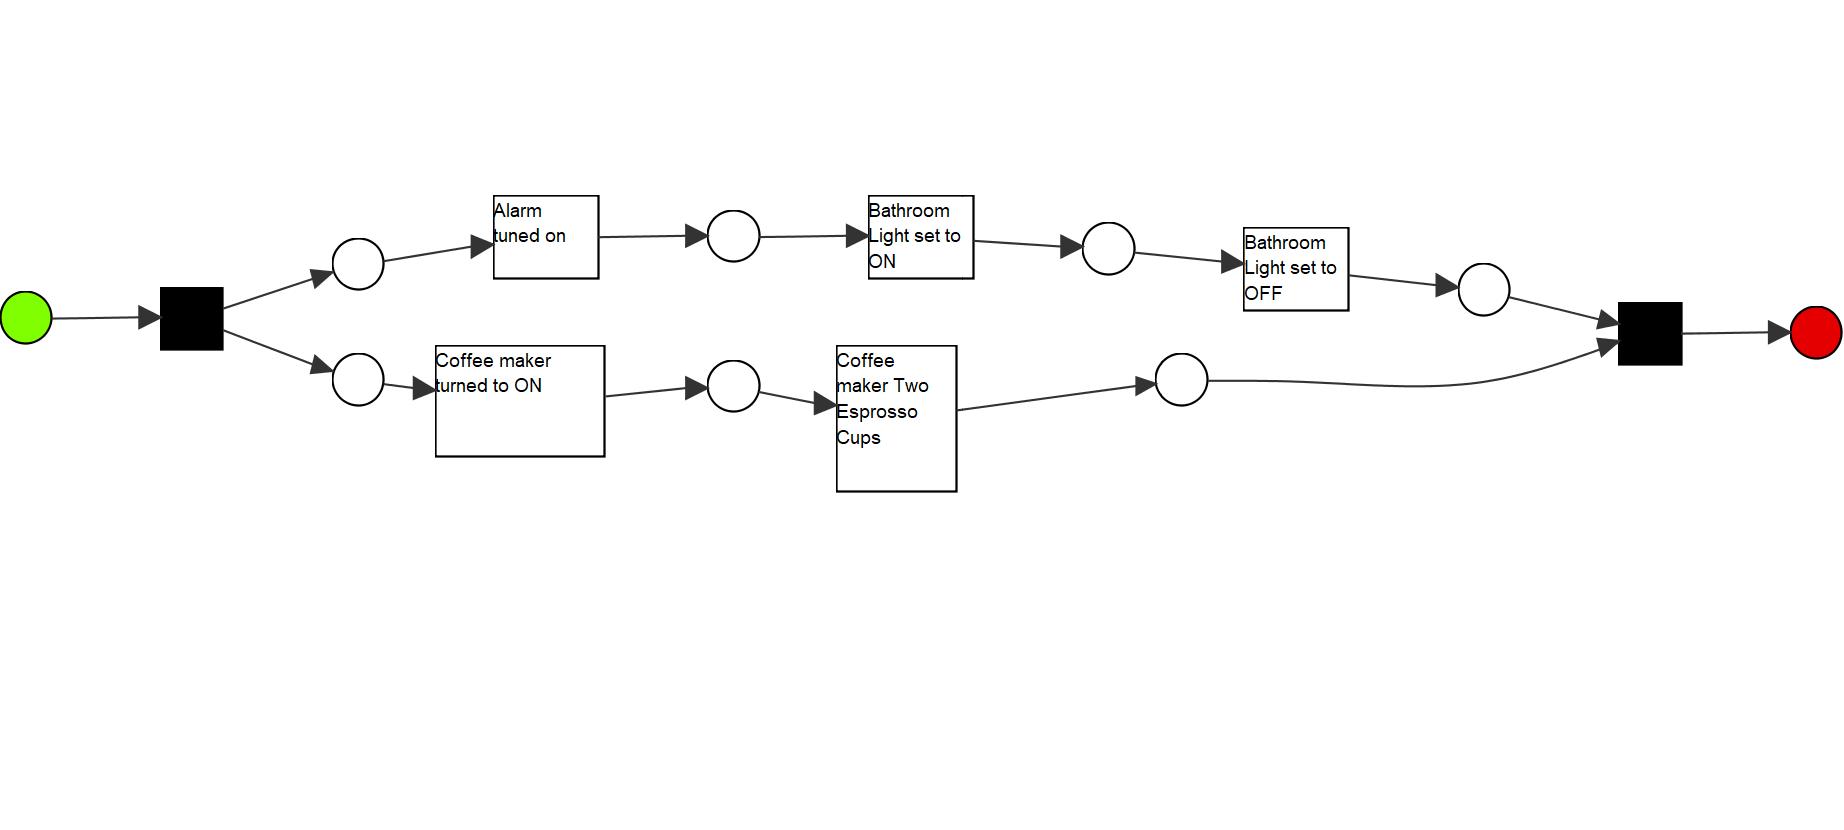 Alarm
tuned on
Bathroom
Light set to
ON
Bathroom
Light set to
OFF
Coffee maker
turned to ON
Coffee
maker Two
Esprosso
Cups